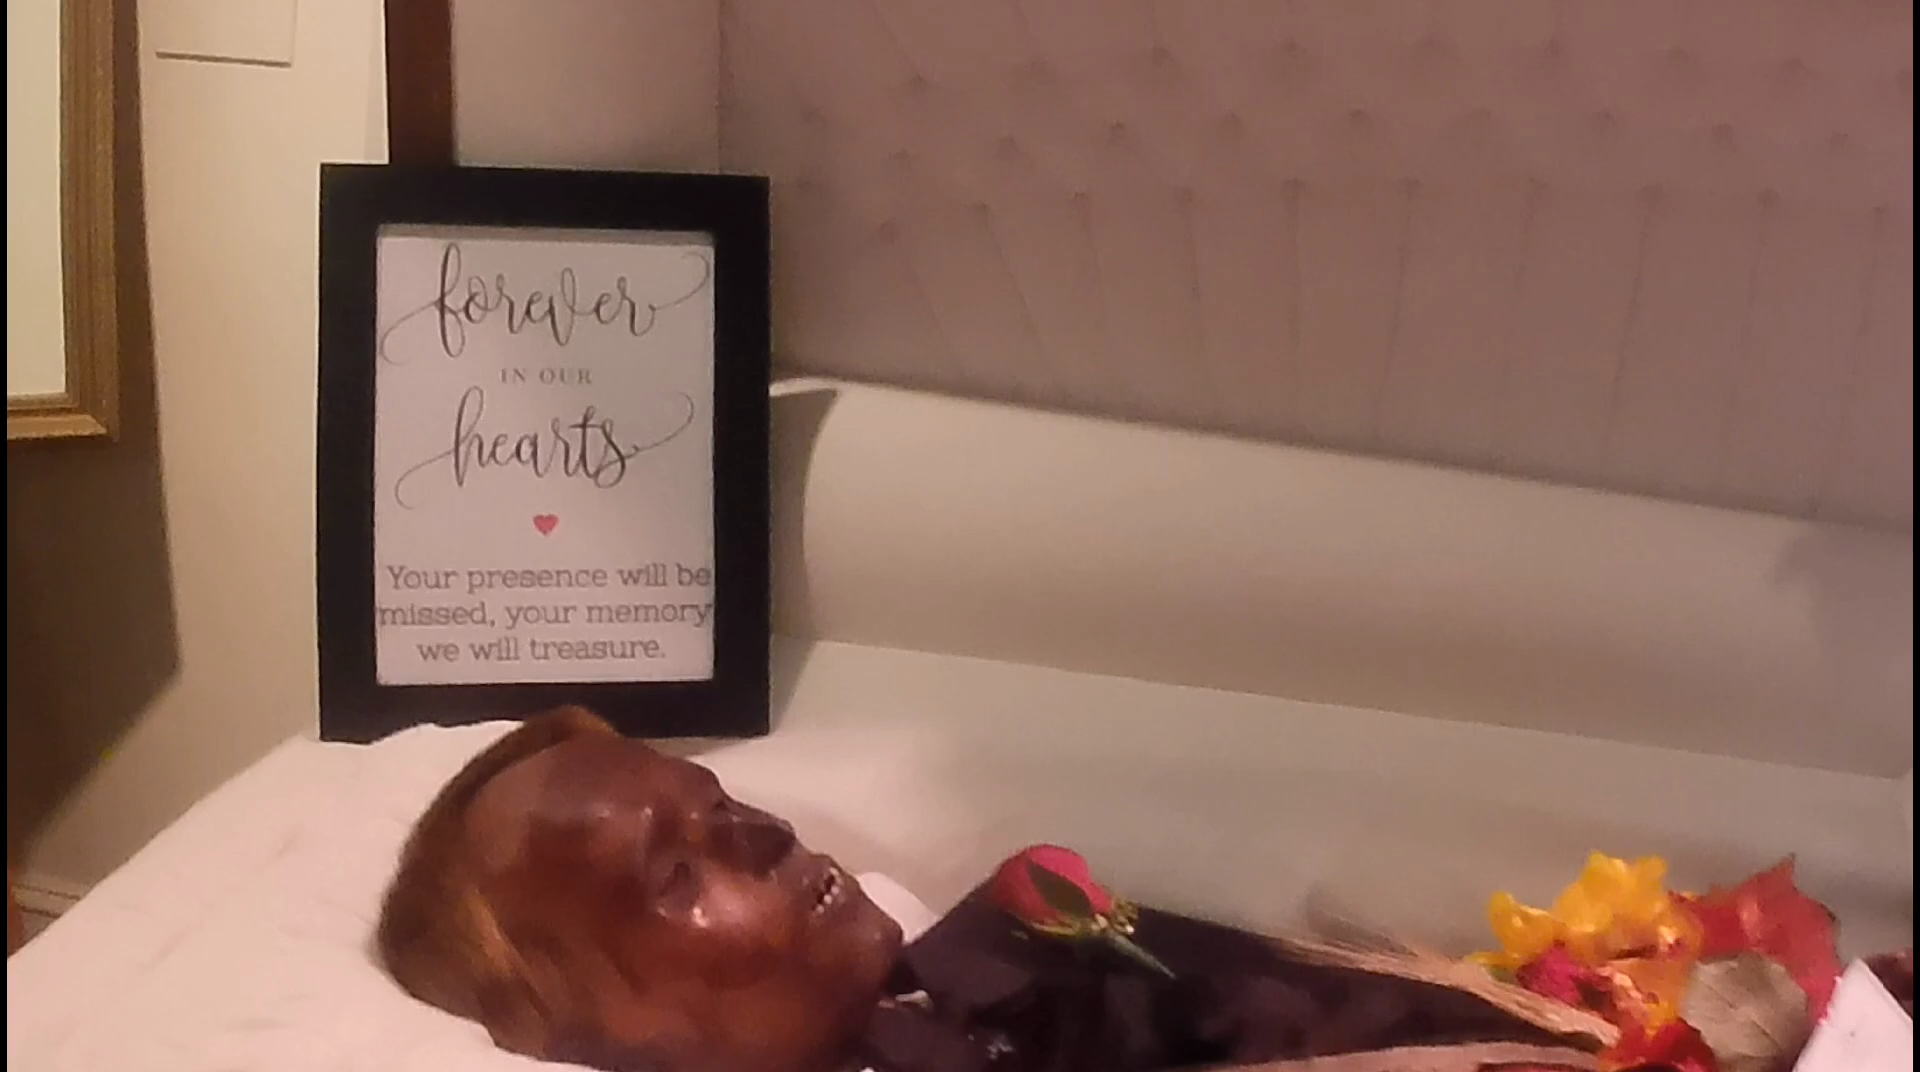 forever
IN OUR
hearts
Your presence will be
missed, your memory
we will treasure.